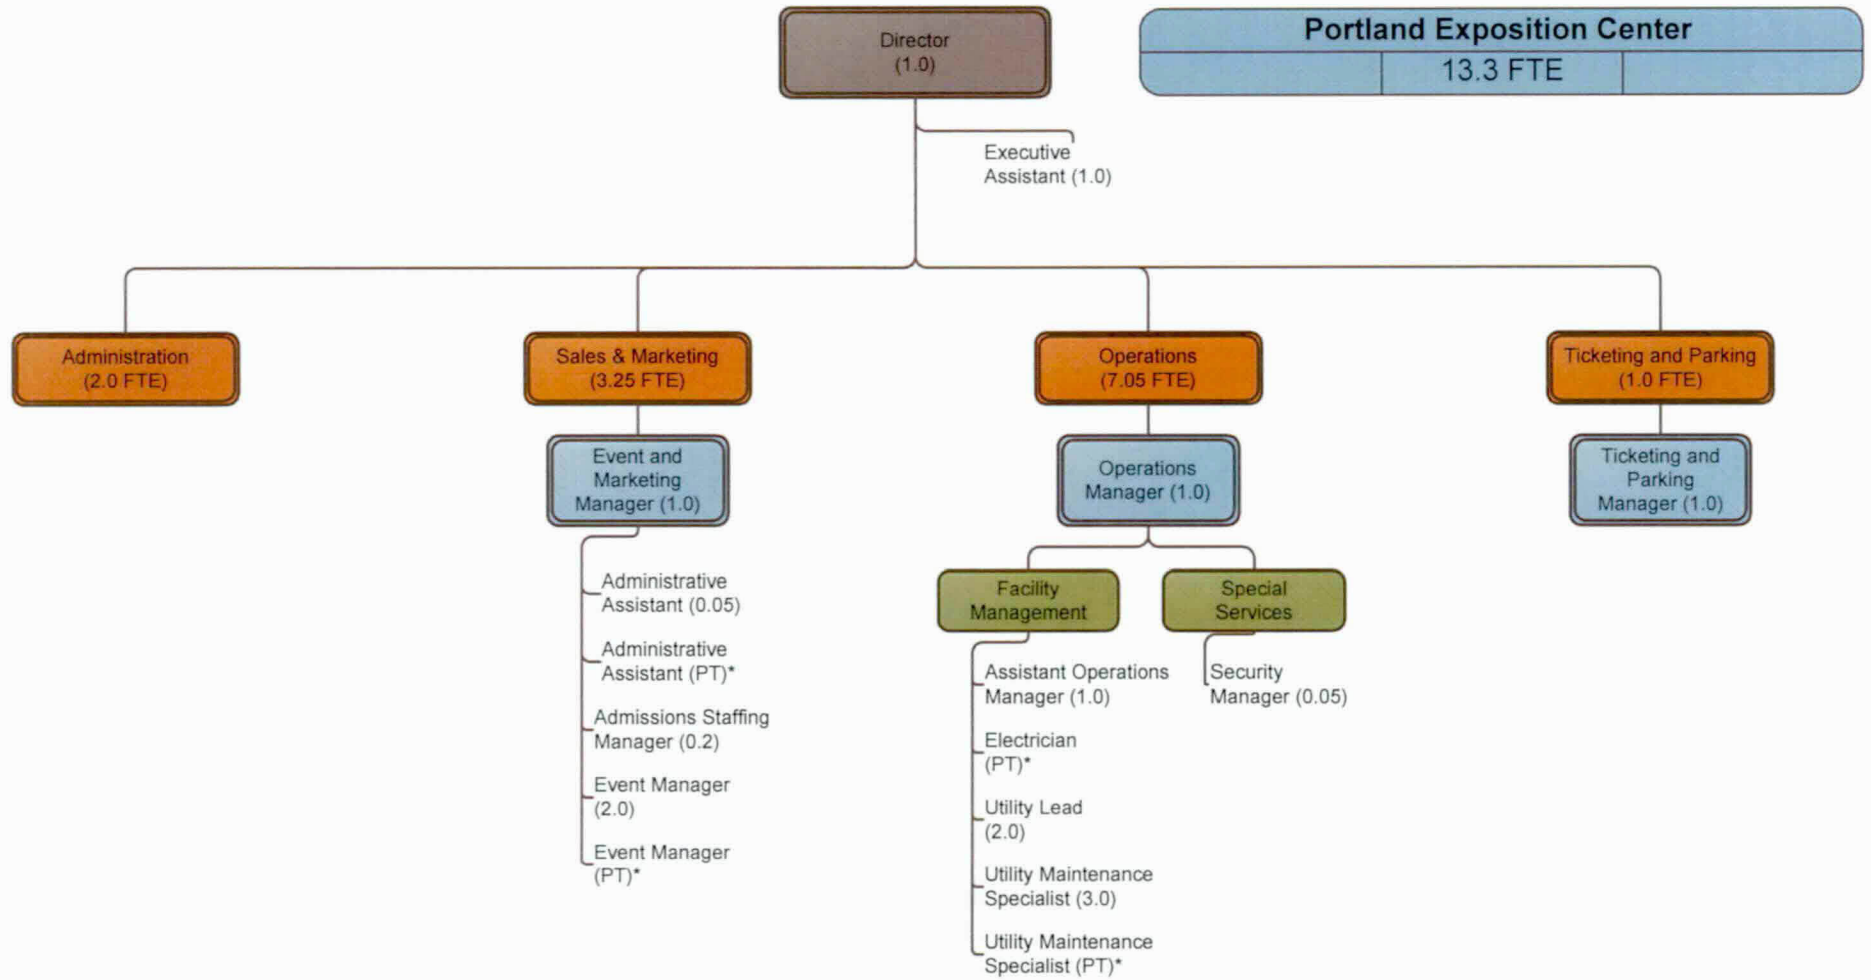 Director
(1.0)
Portland Exposition Center
13.3 FTE
Executive
Assistant (1.0)
Administration
(2.0 FTE)
Sales & Marketing
(3.25 FTE)
Operations
(7.05 FTE)
Ticketing and Parking
(1.0 FTE)
Event and
Marketing
Manager (1.0)
Operations
Manager (1.0)
Ticketing and
Parking
Manager (1.0)
Administrative
Assistant (0.05)
Administrative
Assistant (PT)*
Admissions Staffing
Manager (0.2)
Event Manager
(2.0)
Event Manager
(PT)*
Facility
Management
Assistant Operations
Manager (1.0)
Electrician
(PT)*
Utility Lead
(2.0)
Utility Maintenance
Specialist (3.0)
Utility Maintenance
Specialist (PT)*
Special
Services
Security
Manager (0.05)